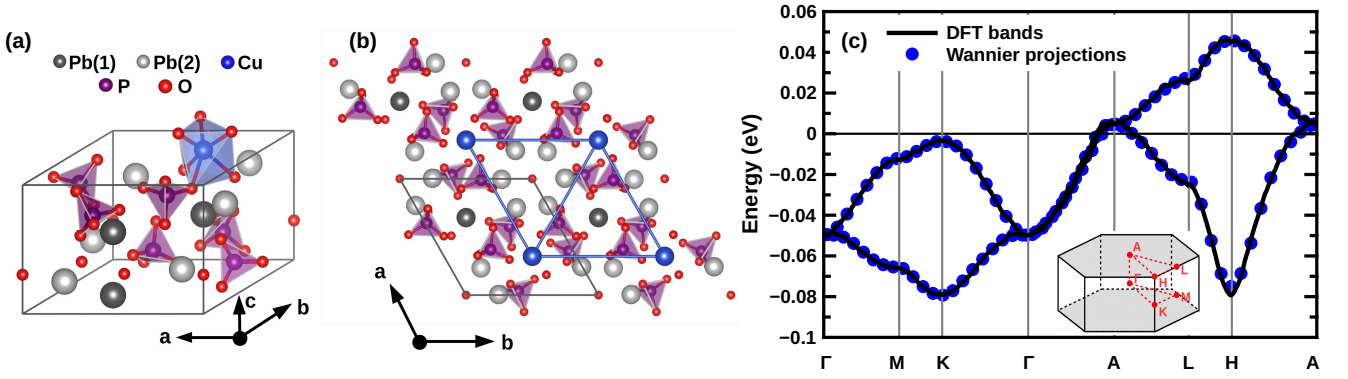 (a)
Pb(1) Pb(2) Cu
P O
c
b
a
(b)
a
b
(c)
DFT bands
Wannier projections
Energy (eV)
0.06
0.04
0.02
0
−0.02
−0.04
−0.06
−0.08
−0.1
A
L
Γ
H
M
K
Γ M K Γ A L H A